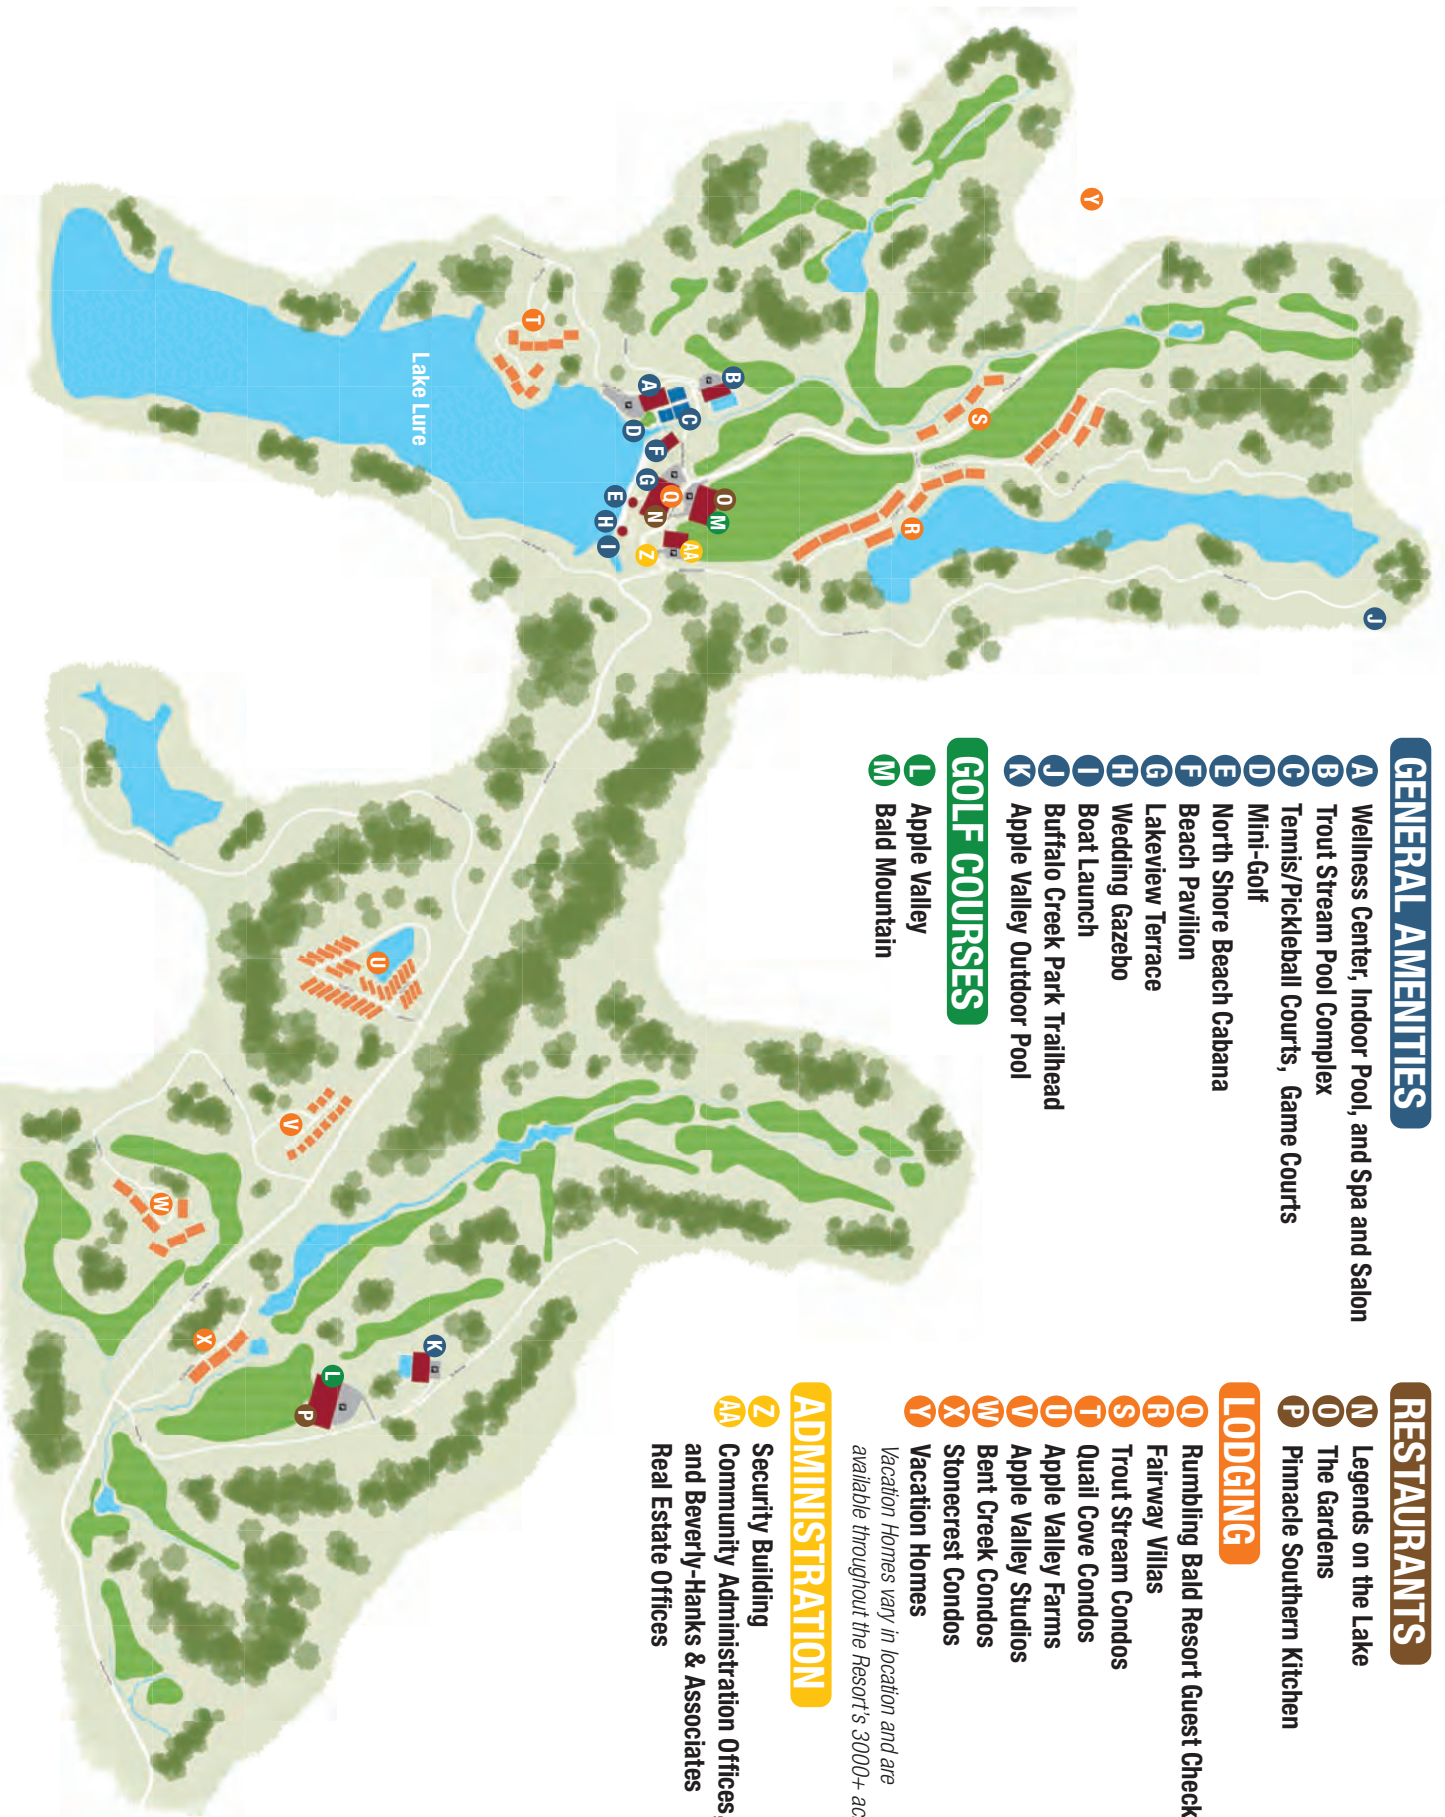 GENERAL AMENITIES
A Wellness Center, Indoor Pool, and Spa and Salon
B Trout Stream Pool Complex
C Tennis/Pickleball Courts, Game Courts
D Mini-Golf
E North Shore Beach Cabana
F Beach Pavilion
G Lakeview Terrace
H Wedding Gazebo
I Boat Launch
J Buffalo Creek Park Trailhead
K Apple Valley Outdoor Pool
GOLF COURSES
L Apple Valley
M Bald Mountain
RESTAURANTS
N Legends on the Lake
O The Gardens
P Pinnacle Southern Kitchen
LODGING
Q Rumbling Bald Resort Guest Check
R Fairway Villas
S Trout Stream Condos
T Quail Cove Condos
U Apple Valley Farms
V Apple Valley Studios
W Bent Creek Condos
X Stonecrest Condos
Y Vacation Homes
Vacation Homes vary in location and are
available throughout the Resort's 3000+ ac
ADMINISTRATION
Z Security Building
AA Community Administration Offices,
and Beverly-Hanks & Associates
Real Estate Offices
J
Y
S
R
B
O
M
C
AA
Q
A
F
N
G
Z
D
E
H
I
T
Lake Lure
K
U
L
P
V
X
W